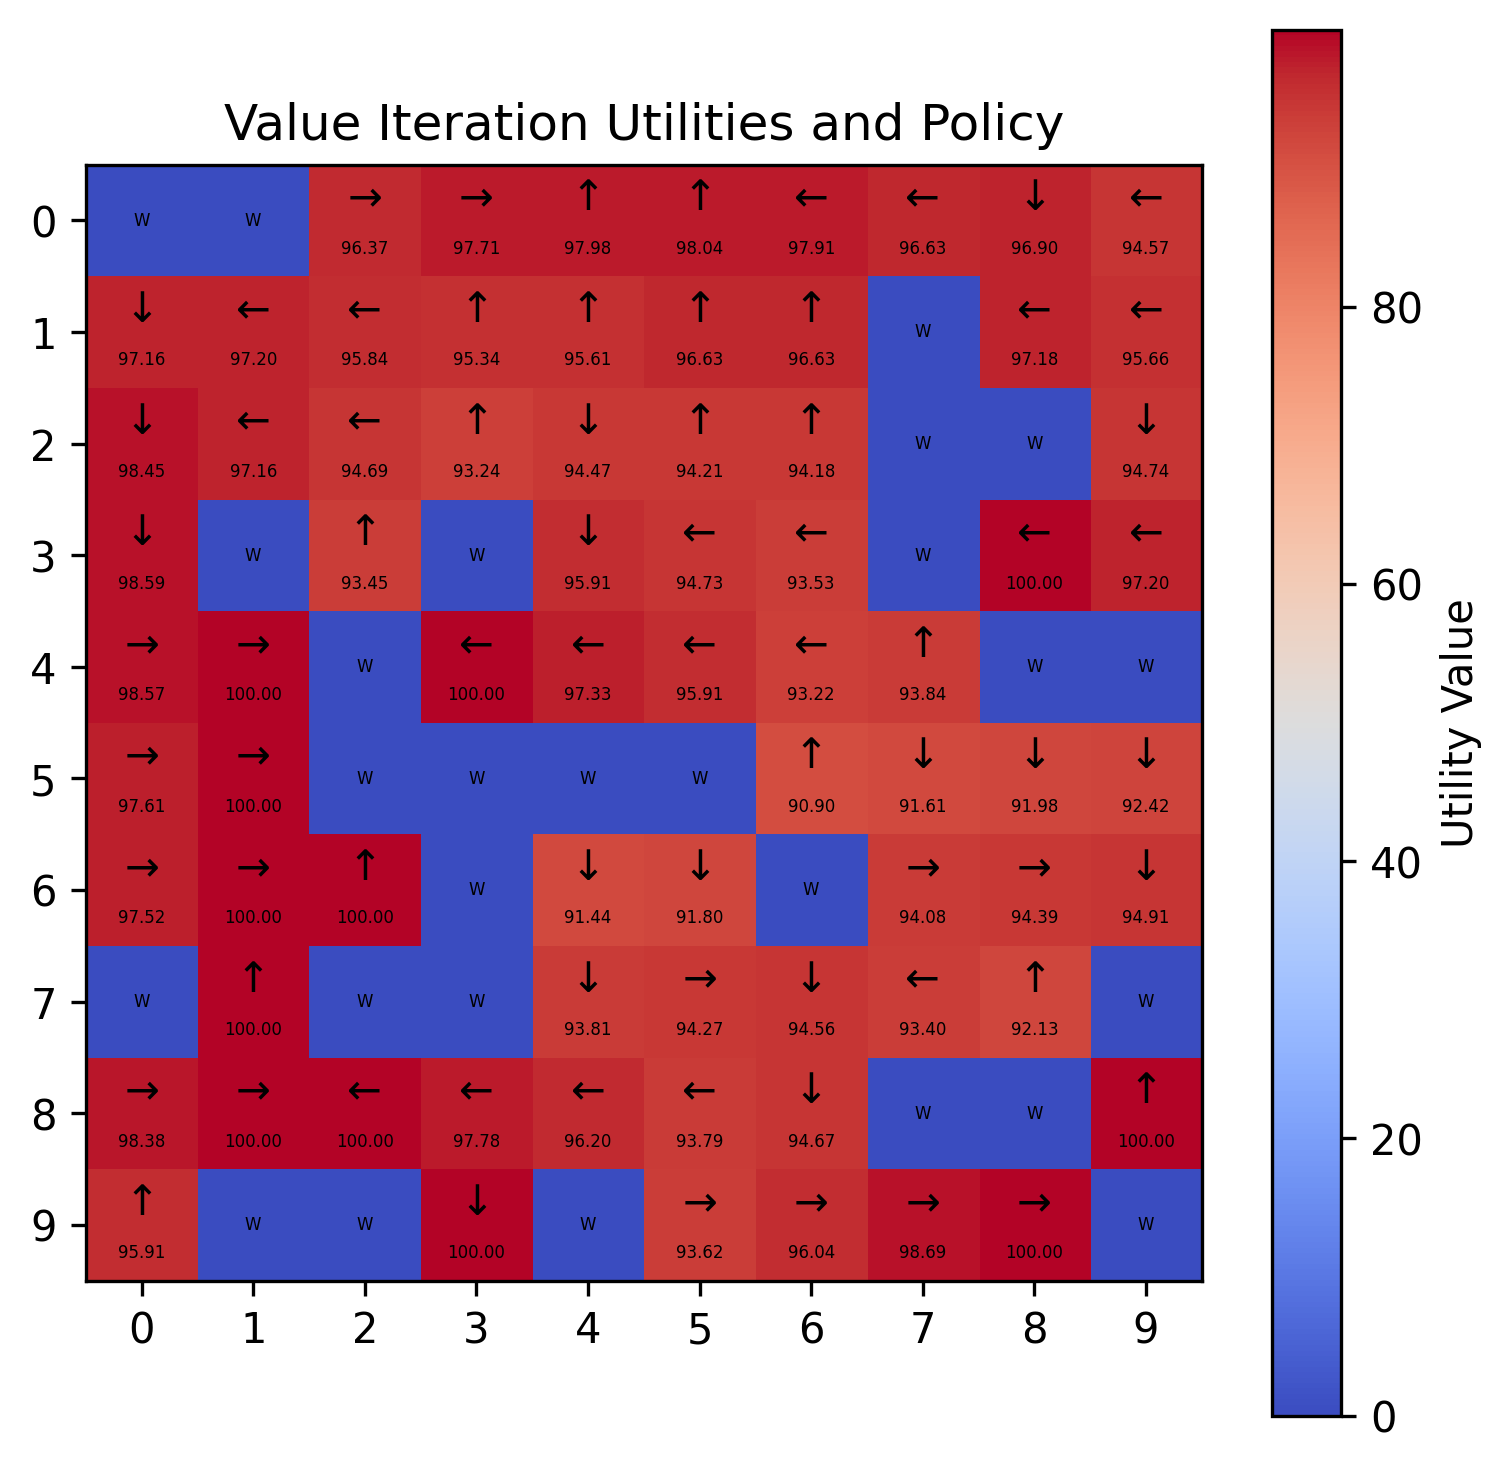 Value Iteration Utilities and Policy
0 W W → → ↑ ↑ ← ← ↓ ←
96.37 97.71 97.98 98.04 97.91 96.63 96.90 94.57
1 ↓ ← ← ↑ ↑ ↑ ↑ W ← ←
97.16 97.20 95.84 95.34 95.61 96.63 96.63 97.18 95.66
2 ↓ ← ← ↑ ↓ ↑ ↑ W W ↓
98.45 97.16 94.69 93.24 94.47 94.21 94.18 94.74
3 ↓ W ↑ W ↓ ← ← W ← ←
98.59 93.45 95.91 94.73 93.53 100.00 97.20
4 → → W ← ← ← ← ↑ W W
98.57 100.00 100.00 97.33 95.91 93.22 93.84
5 → → W W W W ↑ ↓ ↓ ↓
97.61 100.00 90.90 91.61 91.98 92.42
6 → → ↑ W ↓ ↓ W → → ↓
97.52 100.00 100.00 91.44 91.80 94.08 94.39 94.91
7 W ↑ W W ↓ → ↓ ← ↑ W
100.00 93.81 94.27 94.56 93.40 92.13
8 → → ← ← ← ← ↓ W W ↑
98.38 100.00 100.00 97.78 96.20 93.79 94.67 100.00
9 ↑ W W ↓ W → → → → W
95.91 100.00 93.62 96.04 98.69 100.00
0 1 2 3 4 5 6 7 8 9
80
60
40
20
0
Utility Value